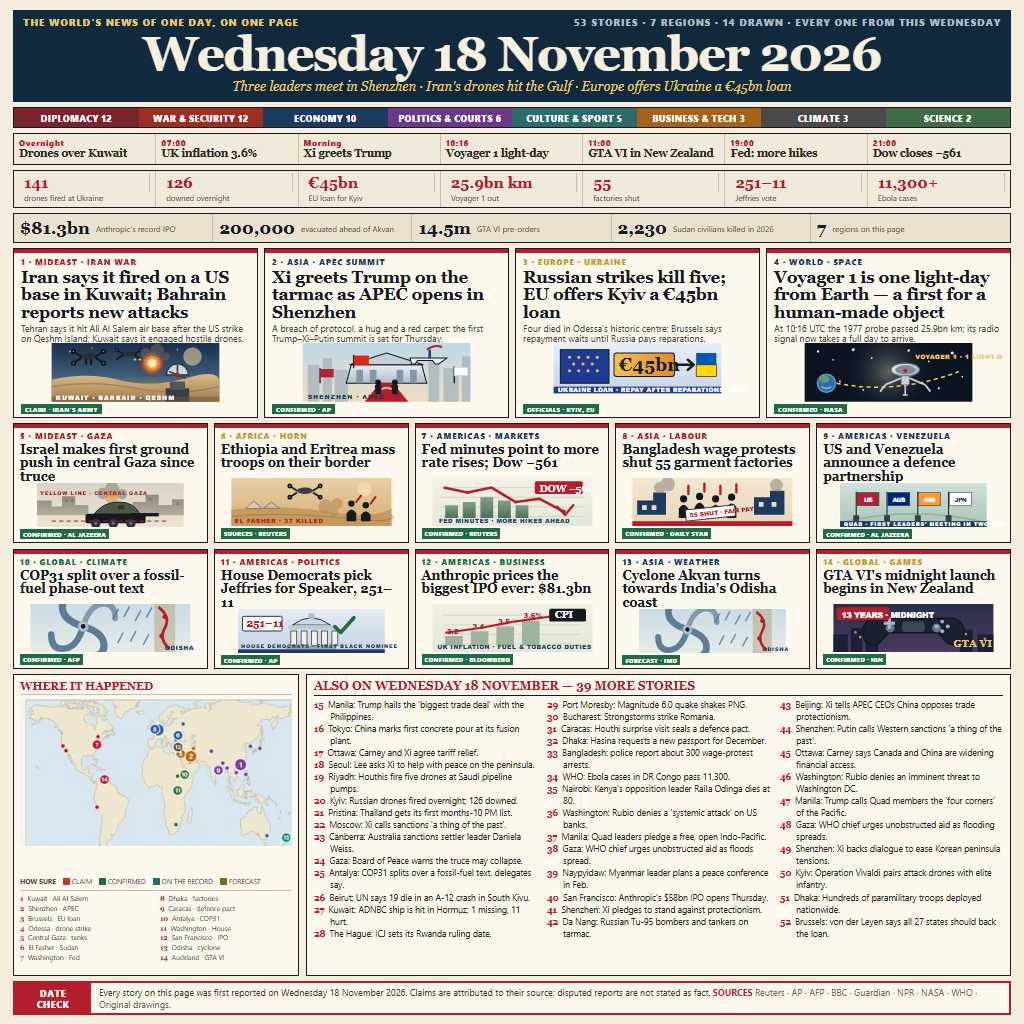 THE WORLD'S NEWS OF ONE DAY, ON ONE PAGE
53 STORIES · 7 REGIONS · 14 DRAWN · EVERY ONE FROM THIS WEDNESDAY
Wednesday 18 November 2026
Three leaders meet in Shenzhen · Iran's drones hit the Gulf · Europe offers Ukraine a €45bn loan
DIPLOMACY 12
WAR & SECURITY 12
ECONOMY 10
POLITICS & COURTS 6
CULTURE & SPORT 5
BUSINESS & TECH 3
CLIMATE 3
SCIENCE 2
Overnight
Drones over Kuwait
07:00
UK inflation 3.6%
Morning
Xi greets Trump
10:16
Voyager 1 light-day
11:00
GTA VI in New Zealand
19:00
Fed: more hikes
21:00
Dow closes −561
141
drones fired at Ukraine
126
downed overnight
€45bn
EU loan for Kyiv
25.9bn km
Voyager 1 out
55
factories shut
251–11
Jeffries vote
11,300+
Ebola cases
$81.3bn Anthropic's record IPO
200,000 evacuated ahead of Akvan
14.5m GTA VI pre-orders
2,230 Sudan civilians killed in 2026
7 regions on this page
1 · MIDEAST · IRAN WAR
Iran says it fired on a US
base in Kuwait; Bahrain
reports new attacks
Tehran says it hit Ali Al Salem air base after the US strike
on Qeshm Island; Kuwait says it engaged hostile drones.
KUWAIT · BAHRAIN · QESHM
CLAIM · IRAN'S ARMY
2 · ASIA · APEC SUMMIT
Xi greets Trump on the
tarmac as APEC opens in
Shenzhen
A breach of protocol, a hug and a red carpet: the first
Trump–Xi–Putin summit is set for Thursday.
SHENZHEN · APEC
CONFIRMED · AP
3 · EUROPE · UKRAINE
Russian strikes kill five;
EU offers Kyiv a €45bn
loan
Four died in Odessa's historic centre; Brussels says
repayment waits until Russia pays reparations.
€45bn
UKRAINE LOAN · REPAY AFTER REPARATIONS
OFFICIALS · KYIV, EU
4 · WORLD · SPACE
Voyager 1 is one light-day
from Earth — a first for a
human-made object
At 10:16 UTC the 1977 probe passed 25.9bn km; its radio
signal now takes a full day to arrive.
VOYAGER 1 · 1 LIGHT-D
CONFIRMED · NASA
5 · MIDEAST · GAZA
Israel makes first ground
push in central Gaza since
truce
YELLOW LINE · CENTRAL GAZA
CONFIRMED · AL JAZEERA
6 · AFRICA · HORN
Ethiopia and Eritrea mass
troops on their border
EL FASHER · 37 KILLED
SOURCES · REUTERS
7 · AMERICAS · MARKETS
Fed minutes point to more
rate rises; Dow −561
DOW −561
FED MINUTES · MORE HIKES AHEAD
CONFIRMED · REUTERS
8 · ASIA · LABOUR
Bangladesh wage protests
shut 55 garment factories
55 SHUT · FAIR PAY
CONFIRMED · DAILY STAR
9 · AMERICAS · VENEZUELA
US and Venezuela
announce a defence
partnership
US
AUS
IND
JPN
QUAD · FIRST LEADERS' MEETING IN TWO
CONFIRMED · AL JAZEERA
10 · GLOBAL · CLIMATE
COP31 split over a fossil-
fuel phase-out text
ODISHA
CONFIRMED · AFP
11 · AMERICAS · POLITICS
House Democrats pick
Jeffries for Speaker, 251–
11
251–11
HOUSE DEMOCRATS · FIRST BLACK NOMINEE
CONFIRMED · AP
12 · AMERICAS · BUSINESS
Anthropic prices the
biggest IPO ever: $81.3bn
3.2
3.4
3.5
3.6%
CPI
UK INFLATION · FUEL & TOBACCO DUTIES
CONFIRMED · BLOOMBERG
13 · ASIA · WEATHER
Cyclone Akvan turns
towards India's Odisha
coast
ODISHA
FORECAST · IMD
14 · GLOBAL · GAMES
GTA VI's midnight launch
begins in New Zealand
13 YEARS · MIDNIGHT
GTA VI
CONFIRMED · IGN
WHERE IT HAPPENED
HOW SURE CLAIM CONFIRMED ON THE RECORD FORECAST
1 Kuwait · Ali Al Salem
2 Shenzhen · APEC
3 Brussels · EU loan
4 Odessa · drone strike
5 Central Gaza · tanks
6 El Fasher · Sudan
7 Washington · Fed
8 Dhaka · factories
9 Caracas · defence pact
10 Antalya · COP31
11 Washington · House
12 San Francisco · IPO
13 Odisha · cyclone
14 Auckland · GTA VI
ALSO ON WEDNESDAY 18 NOVEMBER — 39 MORE STORIES
15 Manila: Trump hails the 'biggest trade deal' with the
Philippines.
16 Tokyo: China marks first concrete pour at its fusion
plant.
17 Ottawa: Carney and Xi agree tariff relief.
18 Seoul: Lee asks Xi to help with peace on the peninsula.
19 Riyadh: Houthis fire five drones at Saudi pipeline
pumps.
20 Kyiv: Russian drones fired overnight; 126 downed.
21 Pristina: Thailand gets its first months-10 PM list.
22 Moscow: Xi calls sanctions 'a thing of the past'.
23 Canberra: Australia sanctions settler leader Daniela
Weiss.
24 Gaza: Board of Peace warns the truce may collapse.
25 Antalya: COP31 splits over a fossil-fuel text, delegates
say.
26 Beirut: UN says 19 die in an A-12 crash in South Kivu.
27 Kuwait: ADNBC ship is hit in Hormuz; 1 missing, 11
hurt.
28 The Hague: ICJ sets its Rwanda ruling date.
29 Port Moresby: Magnitude 6.0 quake shakes PNG.
30 Bucharest: Strongstorms strike Romania.
31 Caracas: Houthi surprise visit seals a defence pact.
32 Dhaka: Hasina requests a new passport for December.
33 Bangladesh: police report about 300 wage-protest
arrests.
34 WHO: Ebola cases in DR Congo pass 11,300.
35 Nairobi: Kenya's opposition leader Raila Odinga dies at
80.
36 Washington: Rubio denies a 'systemic attack' on US
banks.
37 Manila: Quad leaders pledge a free, open Indo-Pacific.
38 Gaza: WHO chief urges unobstructed aid as floods
spread.
39 Naypyidaw: Myanmar leader plans a peace conference
in Feb.
40 San Francisco: Anthropic's $58bn IPO opens Thursday.
41 Shenzhen: Xi pledges to stand against protectionism.
42 Da Nang: Russian Tu-95 bombers and tankers on
tarmac.
43 Beijing: Xi tells APEC CEOs China opposes trade
protectionism.
44 Shenzhen: Putin calls Western sanctions 'a thing of the
past'.
45 Ottawa: Carney says Canada and China are widening
financial access.
46 Washington: Rubio denies an imminent threat to
Washington DC.
47 Manila: Trump calls Quad members the 'four corners'
of the Pacific.
48 Gaza: WHO chief urges unobstructed aid as flooding
spreads.
49 Shenzhen: Xi backs dialogue to ease Korean peninsula
tensions.
50 Kyiv: Operation Vivaldi pairs attack drones with elite
infantry.
51 Dhaka: Hundreds of paramilitary troops deployed
nationwide.
52 Brussels: von der Leyen says all 27 states should back
the loan.
DATE
CHECK
Every story on this page was first reported on Wednesday 18 November 2026. Claims are attributed to their source; disputed reports are not stated as fact. SOURCES Reuters · AP · AFP · BBC · Guardian · NPR · NASA · WHO ·
Original drawings.